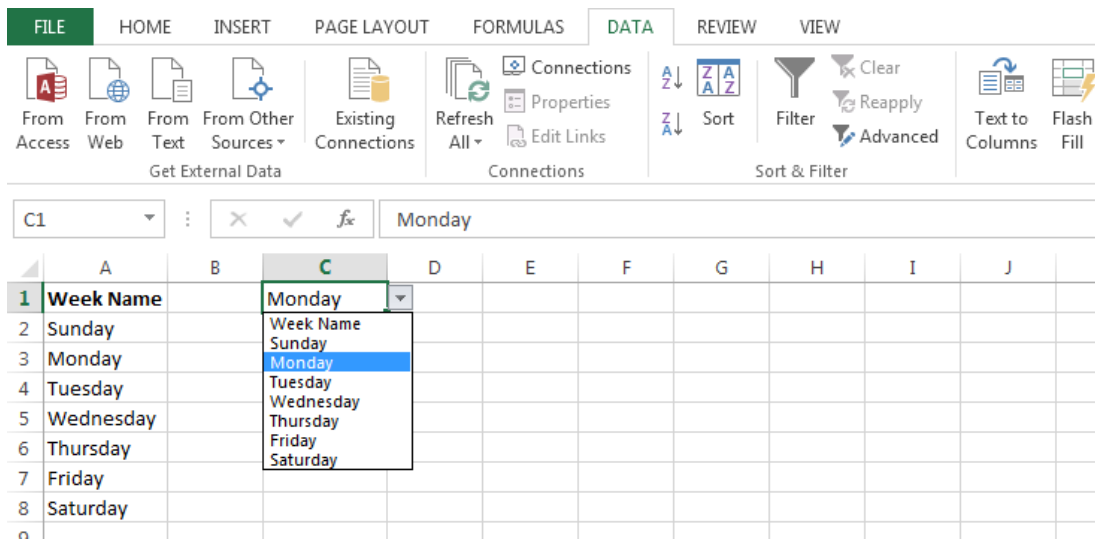 FILE HOME INSERT PAGE LAYOUT FORMULAS DATA REVIEW VIEW
From Access
From Web
From Text
From Other Sources
Get External Data
Existing Connections
Refresh All
Connections
Properties
Edit Links
Connections
A Z
Z A
Z A A Z
Sort
Filter
Clear
Reapply
Advanced
Sort & Filter
Text to Columns
Flash Fill
C1 fx Monday
A B C D E F G H I J
1 Week Name Monday
2 Sunday
3 Monday
4 Tuesday
5 Wednesday
6 Thursday
7 Friday
8 Saturday
9
Week Name
Sunday
Monday
Tuesday
Wednesday
Thursday
Friday
Saturday